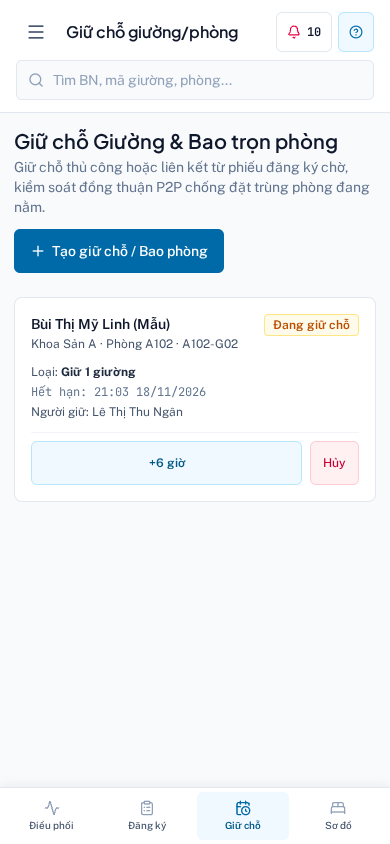 Giữ chỗ giường/phòng
10
Tìm BN, mã giường, phòng...
Giữ chỗ Giường & Bao trọn phòng
Giữ chỗ thủ công hoặc liên kết từ phiếu đăng ký chờ,
kiểm soát đồng thuận P2P chống đặt trùng phòng đang
nằm.
Tạo giữ chỗ / Bao phòng
Bùi Thị Mỹ Linh (Mẫu)
Đang giữ chỗ
Khoa Sản A · Phòng A102 · A102-G02
Loại: Giữ 1 giường
Hết hạn: 21:03 18/11/2026
Người giữ: Lê Thị Thu Ngân
+6 giờ
Hủy
Điều phối
Đăng ký
Giữ chỗ
Sơ đồ